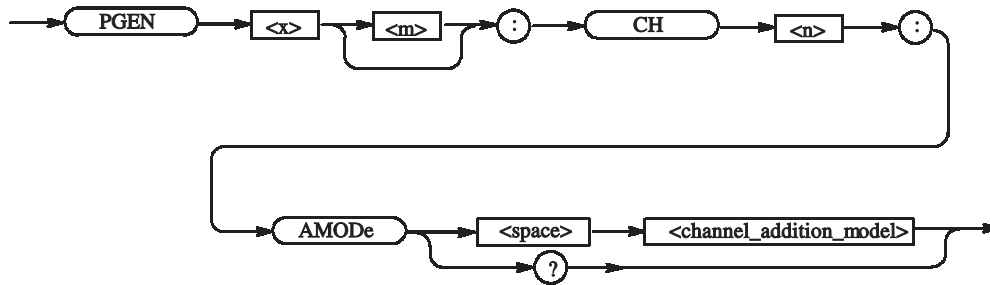 PGEN <x> <m> : CH <n> :
AMODe <space> <channel_addition_model>
?